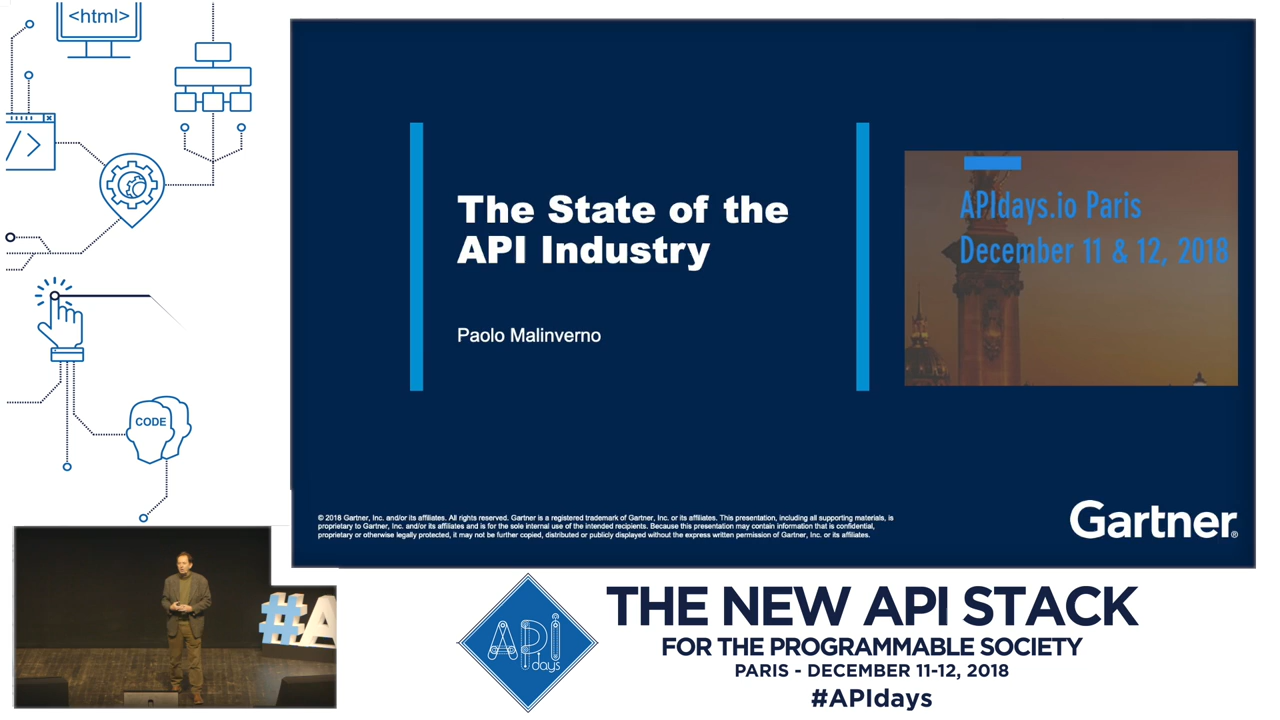 <html>
/>
CODE
The State of the
API Industry
Paolo Malinverno
APIdays.io Paris
December 11 & 12, 2018
© 2018 Gartner, Inc. and/or its affiliates. All rights reserved. Gartner is a registered trademark of Gartner, Inc. or its affiliates. This presentation, including all supporting materials, is
proprietary to Gartner, Inc. and/or its affiliates and is for the sole internal use of the intended recipients. Because this presentation may contain information that is confidential,
proprietary or otherwise legally protected, it may not be further copied, distributed or publicly displayed without the express written permission of Gartner, Inc. or its affiliates.
Gartner®
#A
API
days
THE NEW API STACK
FOR THE PROGRAMMABLE SOCIETY
PARIS - DECEMBER 11-12, 2018
#APIdays